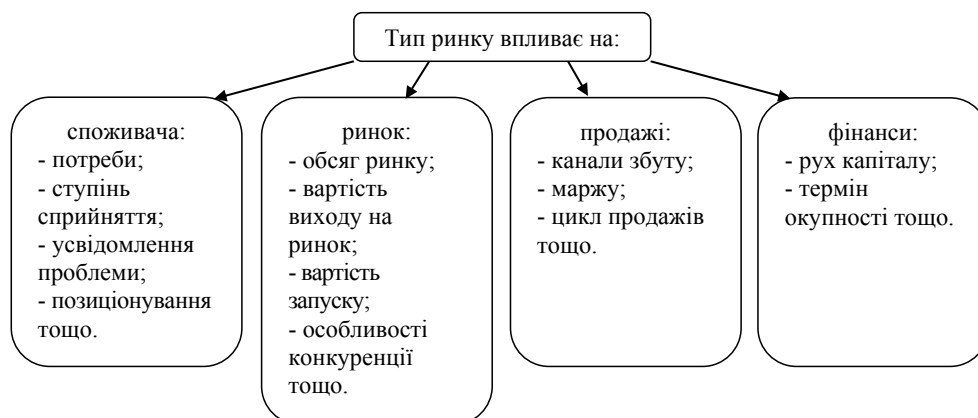 Тип ринку впливає на:
споживача:
- потреби;
- ступінь
сприйняття;
- усвідомлення
проблеми;
- позиціонування
тощо.
ринок:
- обсяг ринку;
- вартість
виходу на
ринок;
- вартість
запуску;
- особливості
конкуренції
тощо.
продажі:
- канали збуту;
- маржу;
- цикл продажів
тощо.
фінанси:
- рух капіталу;
- термін
окупності тощо.